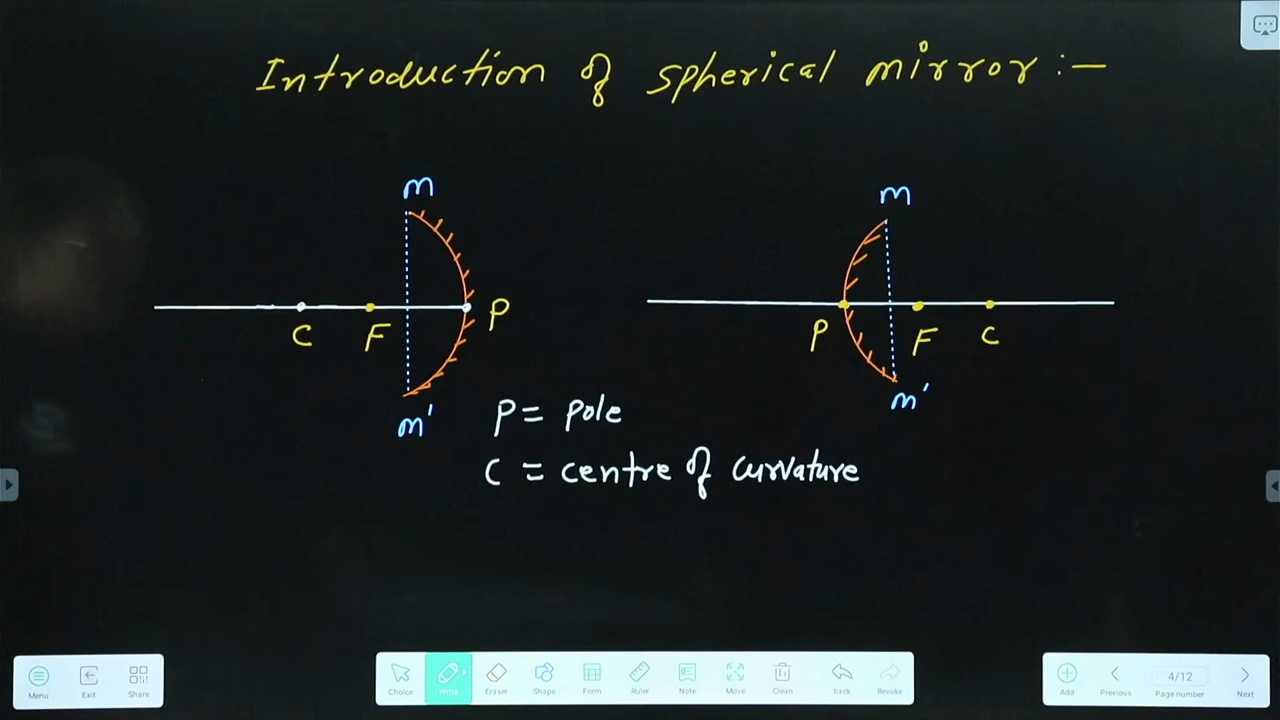 Introduction of spherical mirror :—
M
M
C
F
P
P
F
C
M'
M'
P = pole
C = centre of curvature
Menu
Exit
Share
Choice
Write
Eraser
Shape
Form
Ruler
Note
Move
Clean
back
Revoke
Add
Previous
4/12
Page number
Next